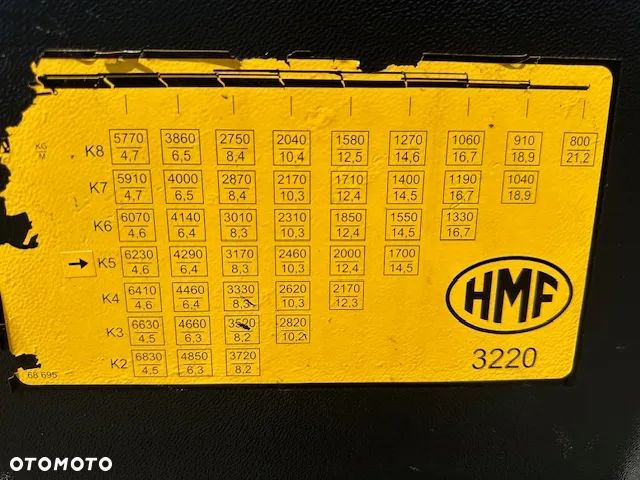 KG
M
K8 5770 3860 2750 2040 1580 1270 1060 910 800
4,7 6,5 8,4 10,4 12,5 14,6 16,7 18,9 21,2
K7 5910 4000 2870 2170 1710 1400 1190 1040
4,7 6,5 8,4 10,3 12,4 14,5 16,7 18,9
K6 6070 4140 3010 2310 1850 1550 1330
4,6 6,4 8,3 10,3 12,4 14,5 16,7
K5 6230 4290 3170 2460 2000 1700
4,6 6,4 8,3 10,3 12,4 14,5
K4 6410 4460 3330 2620 2170
4,6 6,4 8,3 10,3 12,3
K3 6630 4660 3520 2820
4,5 6,3 8,2 10,2
K2 6830 4850 3720
4,5 6,3 8,2
HMF
3220
68 695
OTOMOTO